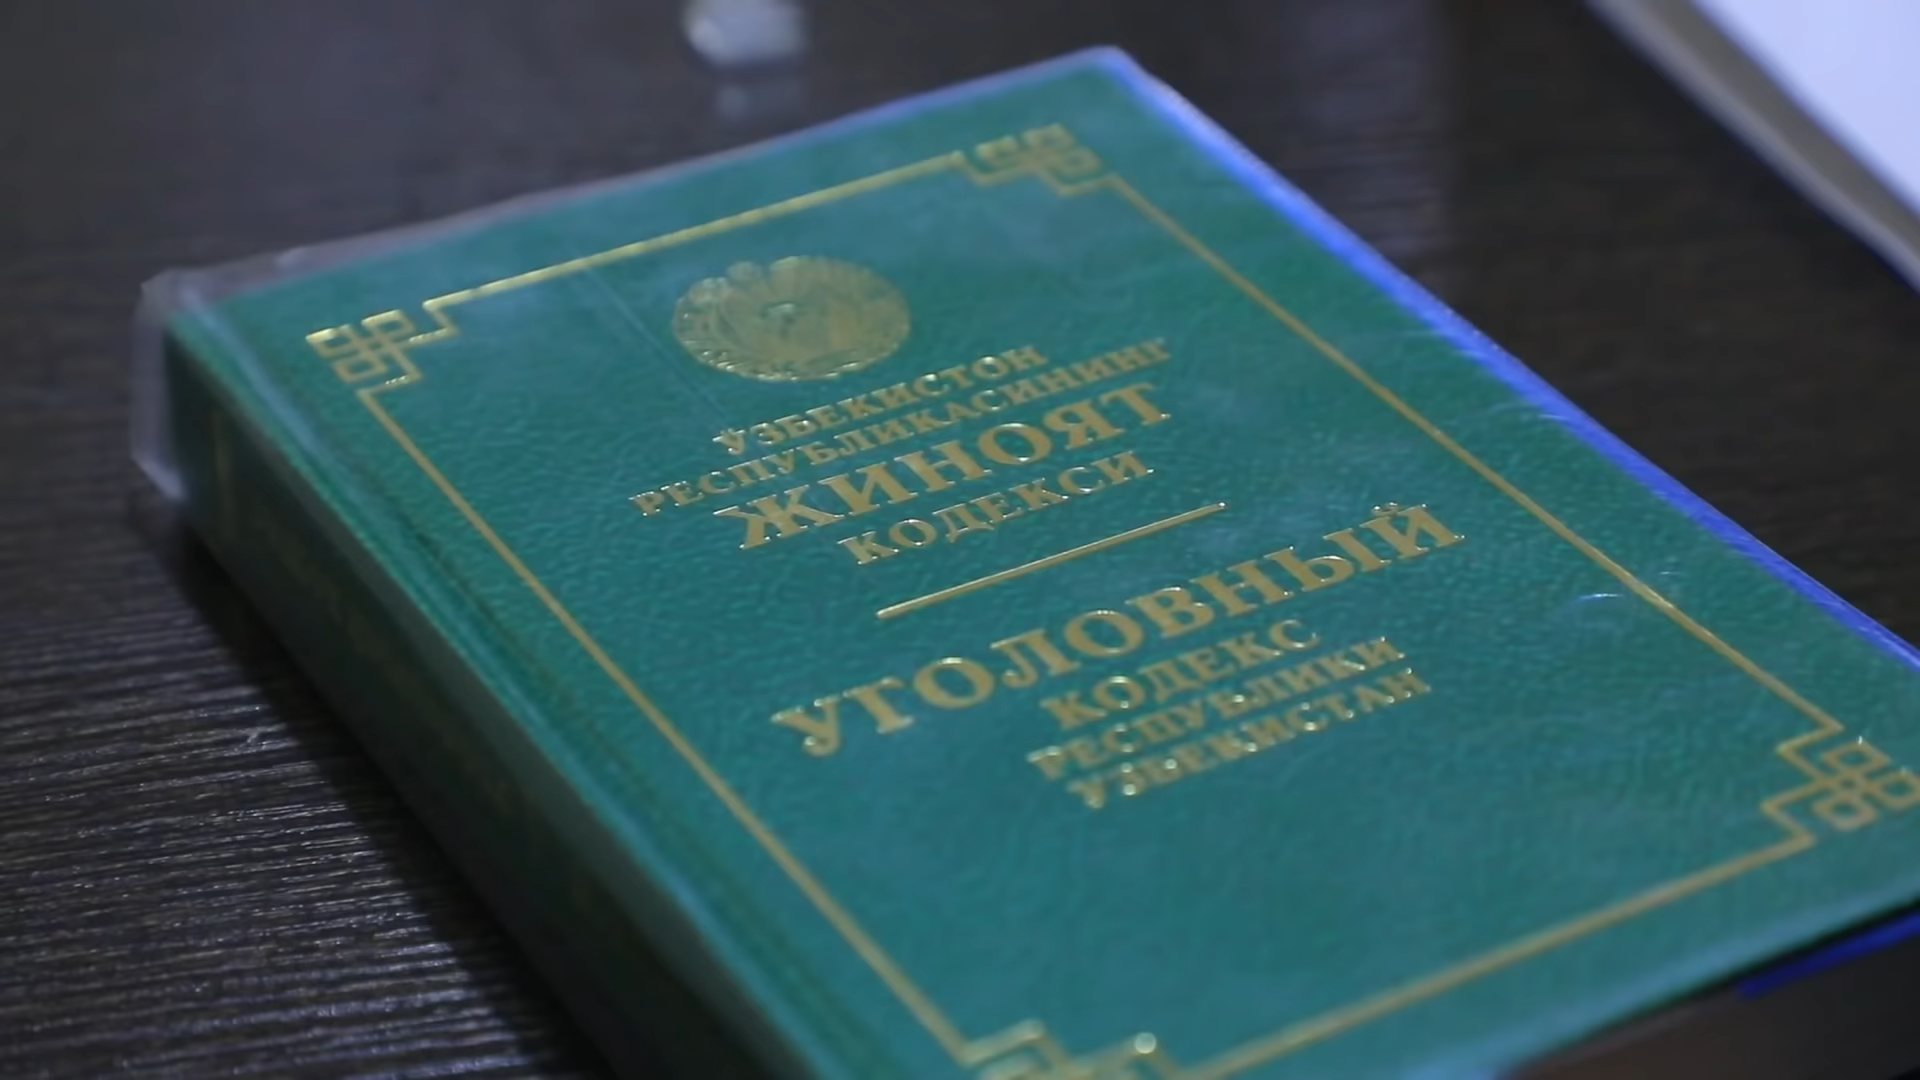 ЎЗБЕКИСТОН
РЕСПУБЛИКАСИНИНГ
ЖИНОЯТ
КОДЕКСИ
УГОЛОВНЫЙ
КОДЕКС
РЕСПУБЛИКИ
УЗБЕКИСТАН